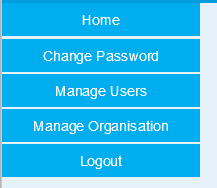 Home
Change Password
Manage Users
Manage Organisation
Logout